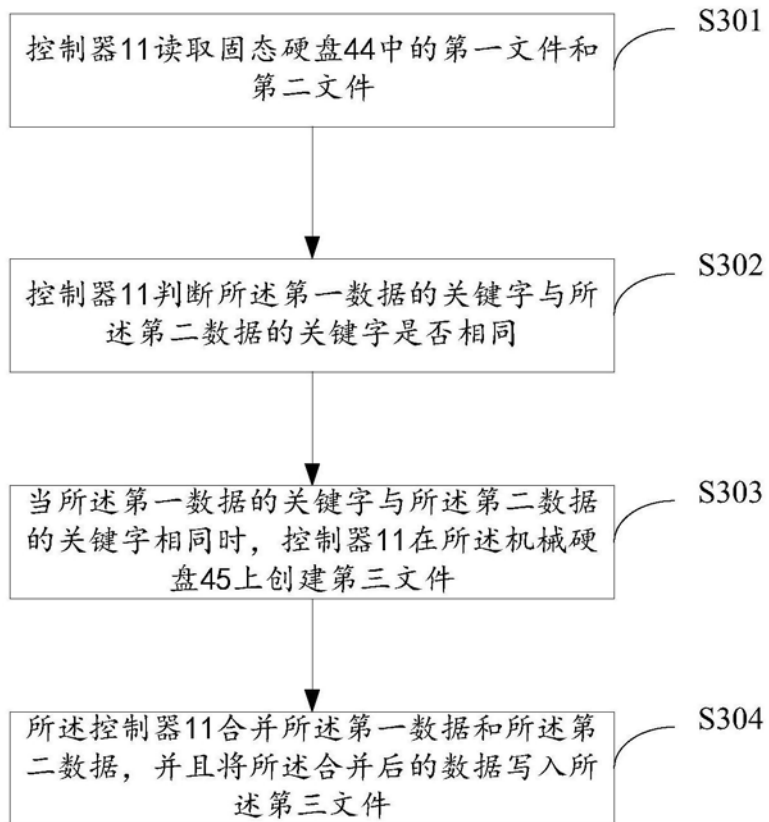 S301
控制器11读取固态硬盘44中的第一文件和
第二文件
S302
控制器11判断所述第一数据的关键字与所
述第二数据的关键字是否相同
S303
当所述第一数据的关键字与所述第二数据
的关键字相同时，控制器11在所述机械硬
盘45上创建第三文件
S304
所述控制器11合并所述第一数据和所述第
二数据，并且将所述合并后的数据写入所
述第三文件